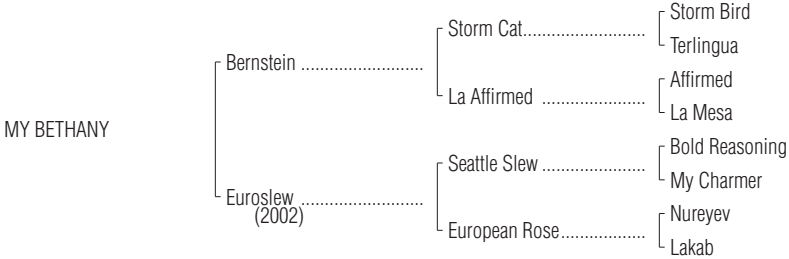 Storm Bird
Storm Cat..........................
Terlingua
Bernstein ..........................
Affirmed
La Affirmed ......................
La Mesa
MY BETHANY
Bold Reasoning
Seattle Slew ......................
My Charmer
Euroslew ..........................
(2002)
Nureyev
European Rose..................
Lakab